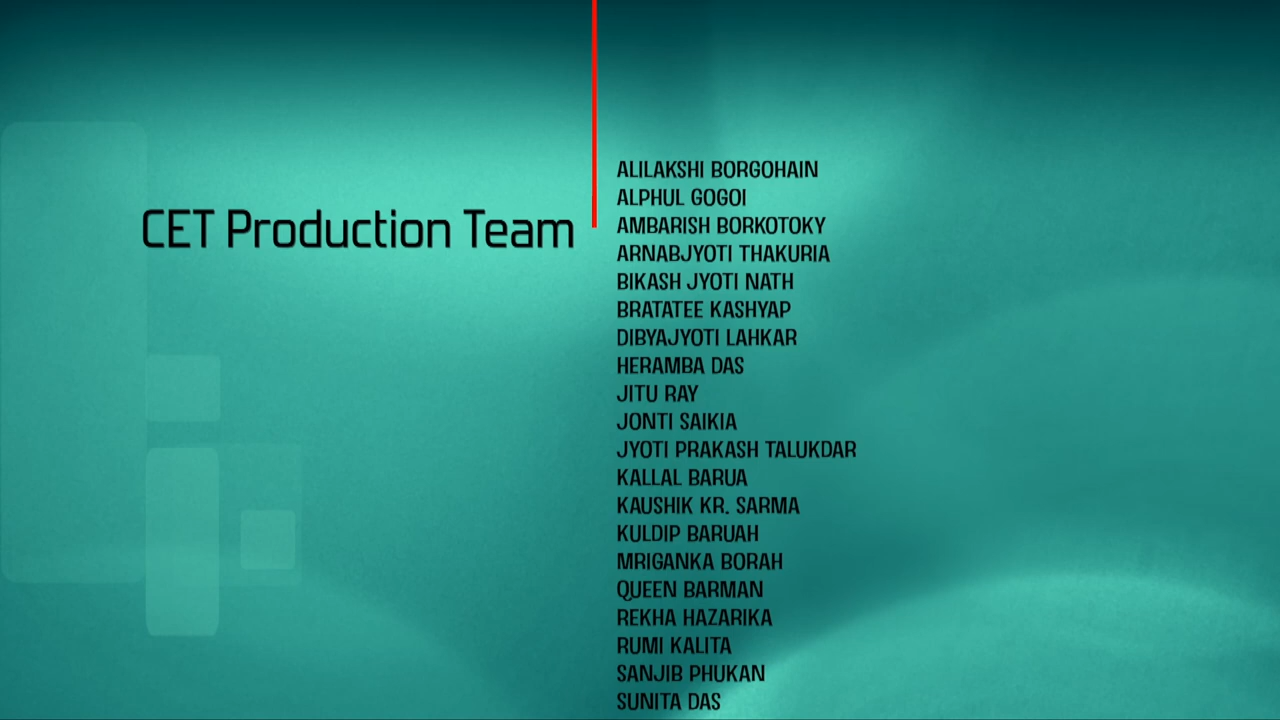 CET Production Team
ALILAKSHI BORGOHAIN
ALPHUL GOGOI
AMBARISH BORKOTOKY
ARNABJYOTI THAKURIA
BIKASH JYOTI NATH
BRATATEE KASHYAP
DIBYAJYOTI LAHKAR
HERAMBA DAS
JITU RAY
JONTI SAIKIA
JYOTI PRAKASH TALUKDAR
KALLAL BARUA
KAUSHIK KR. SARMA
KULDIP BARUAH
MRIGANKA BORAH
QUEEN BARMAN
REKHA HAZARIKA
RUMI KALITA
SANJIB PHUKAN
SUNITA DAS